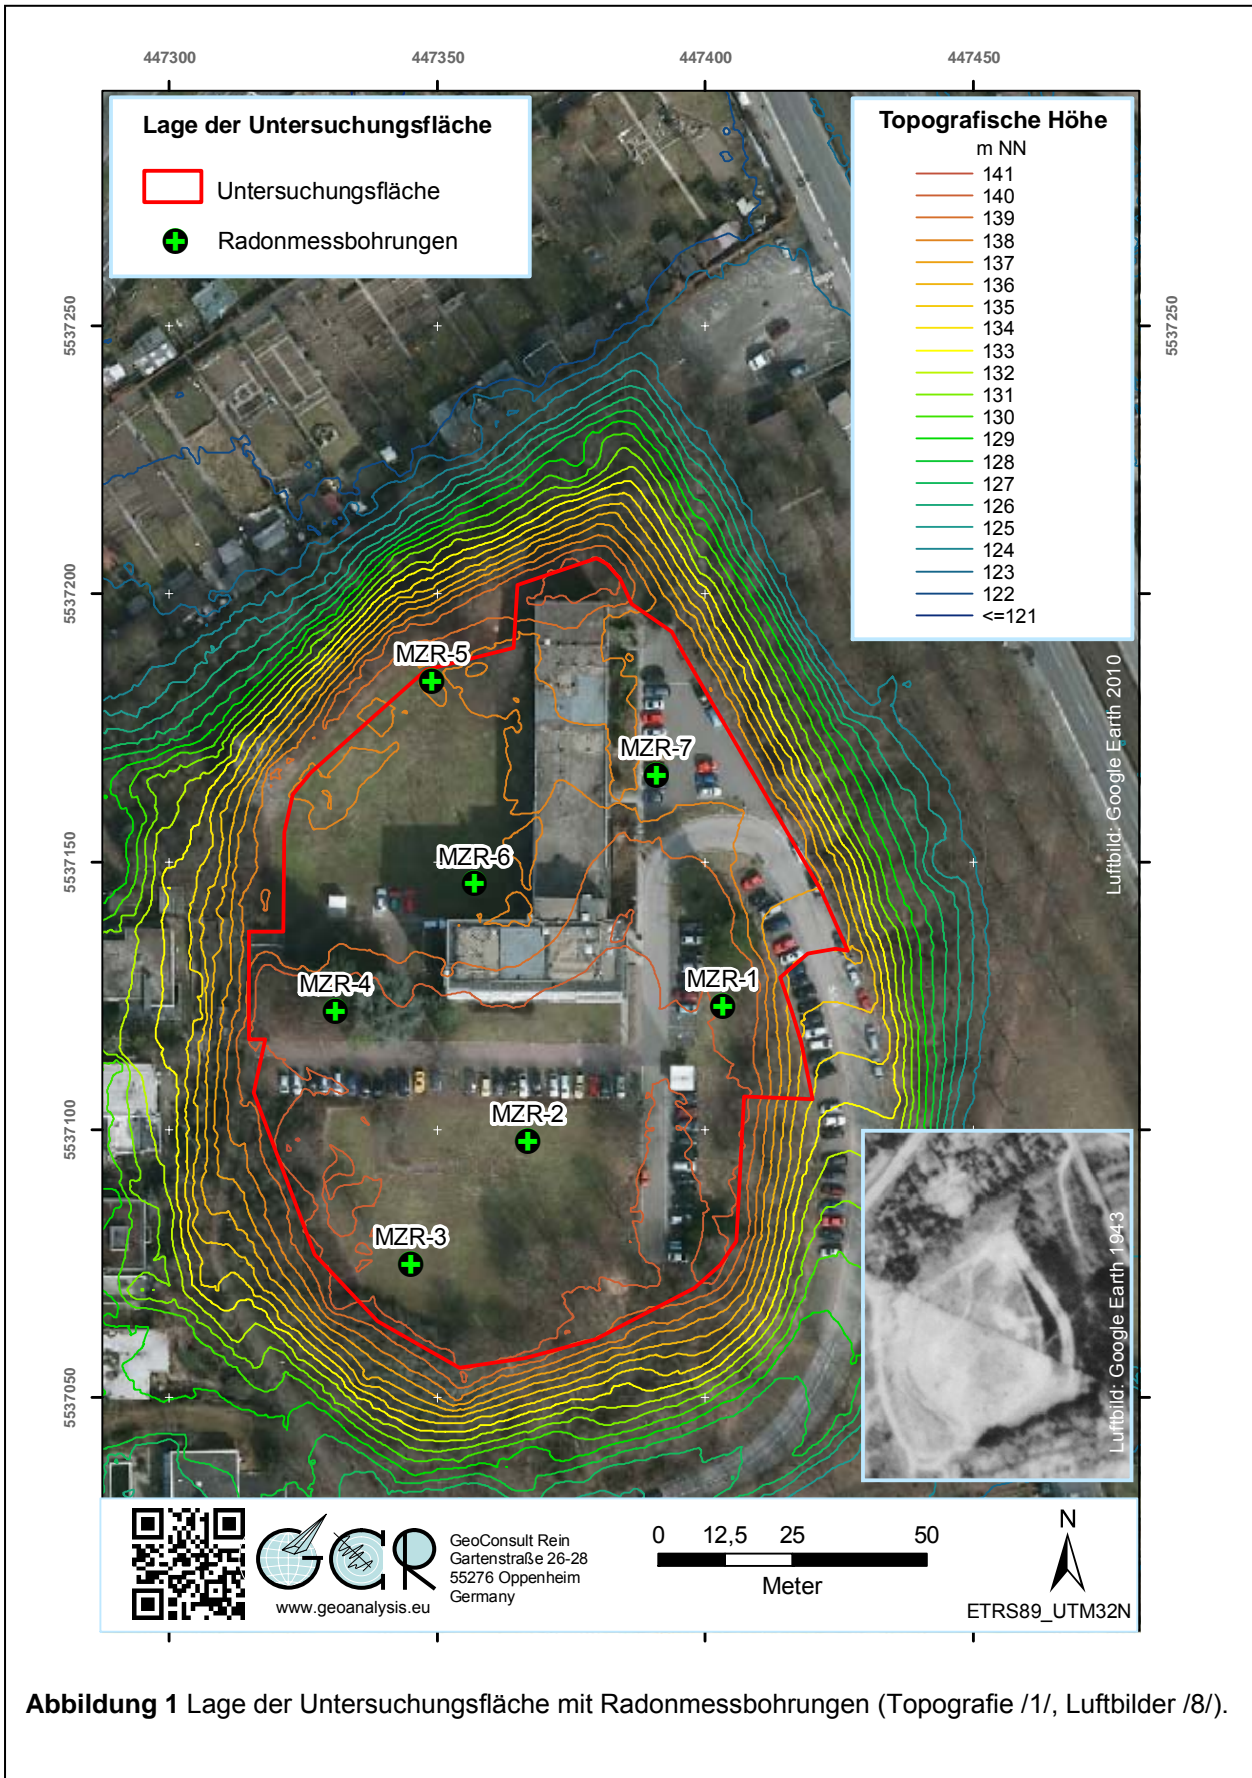 447300
447350
447400
447450
Lage der Untersuchungsfläche
Untersuchungsfläche
Radonmessbohrungen
Topografische Höhe
m NN
141
140
139
138
137
136
135
134
133
132
131
130
129
128
127
126
125
124
123
122
<=121
5537250
5537200
5537150
5537100
5537050
5537250
Luftbild: Google Earth 2010
MZR-5
MZR-7
MZR-6
MZR-4
MZR-1
MZR-2
MZR-3
Luftbild: Google Earth 1943
GCR
www.geoanalysis.eu
GeoConsult Rein
Gartenstraße 26-28
55276 Oppenheim
Germany
0 12,5 25 50
Meter
N
ETRS89_UTM32N
Abbildung 1 Lage der Untersuchungsfläche mit Radonmessbohrungen (Topografie /1/, Luftbilder /8/).